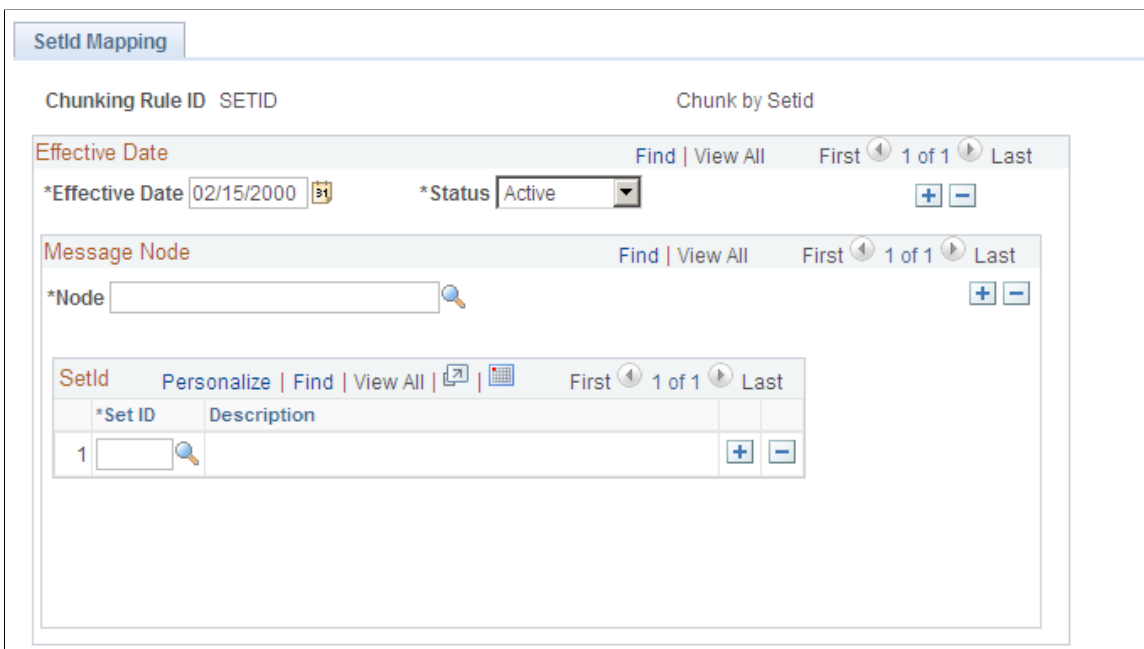 SetId Mapping
Chunking Rule ID SETID Chunk by Setid
Effective Date Find | View All First 1 of 1 Last
*Effective Date 02/15/2000 31 *Status Active
Message Node Find | View All First 1 of 1 Last
*Node
SetId Personalize | Find | View All | | First 1 of 1 Last
*Set ID Description
1